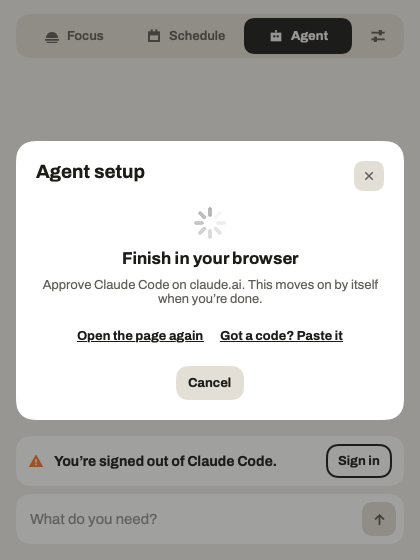 Focus Schedule Agent
Agent setup
Finish in your browser
Approve Claude Code on claude.ai. This moves on by itself
when you’re done.
Open the page again Got a code? Paste it
Cancel
You’re signed out of Claude Code. Sign in
What do you need?